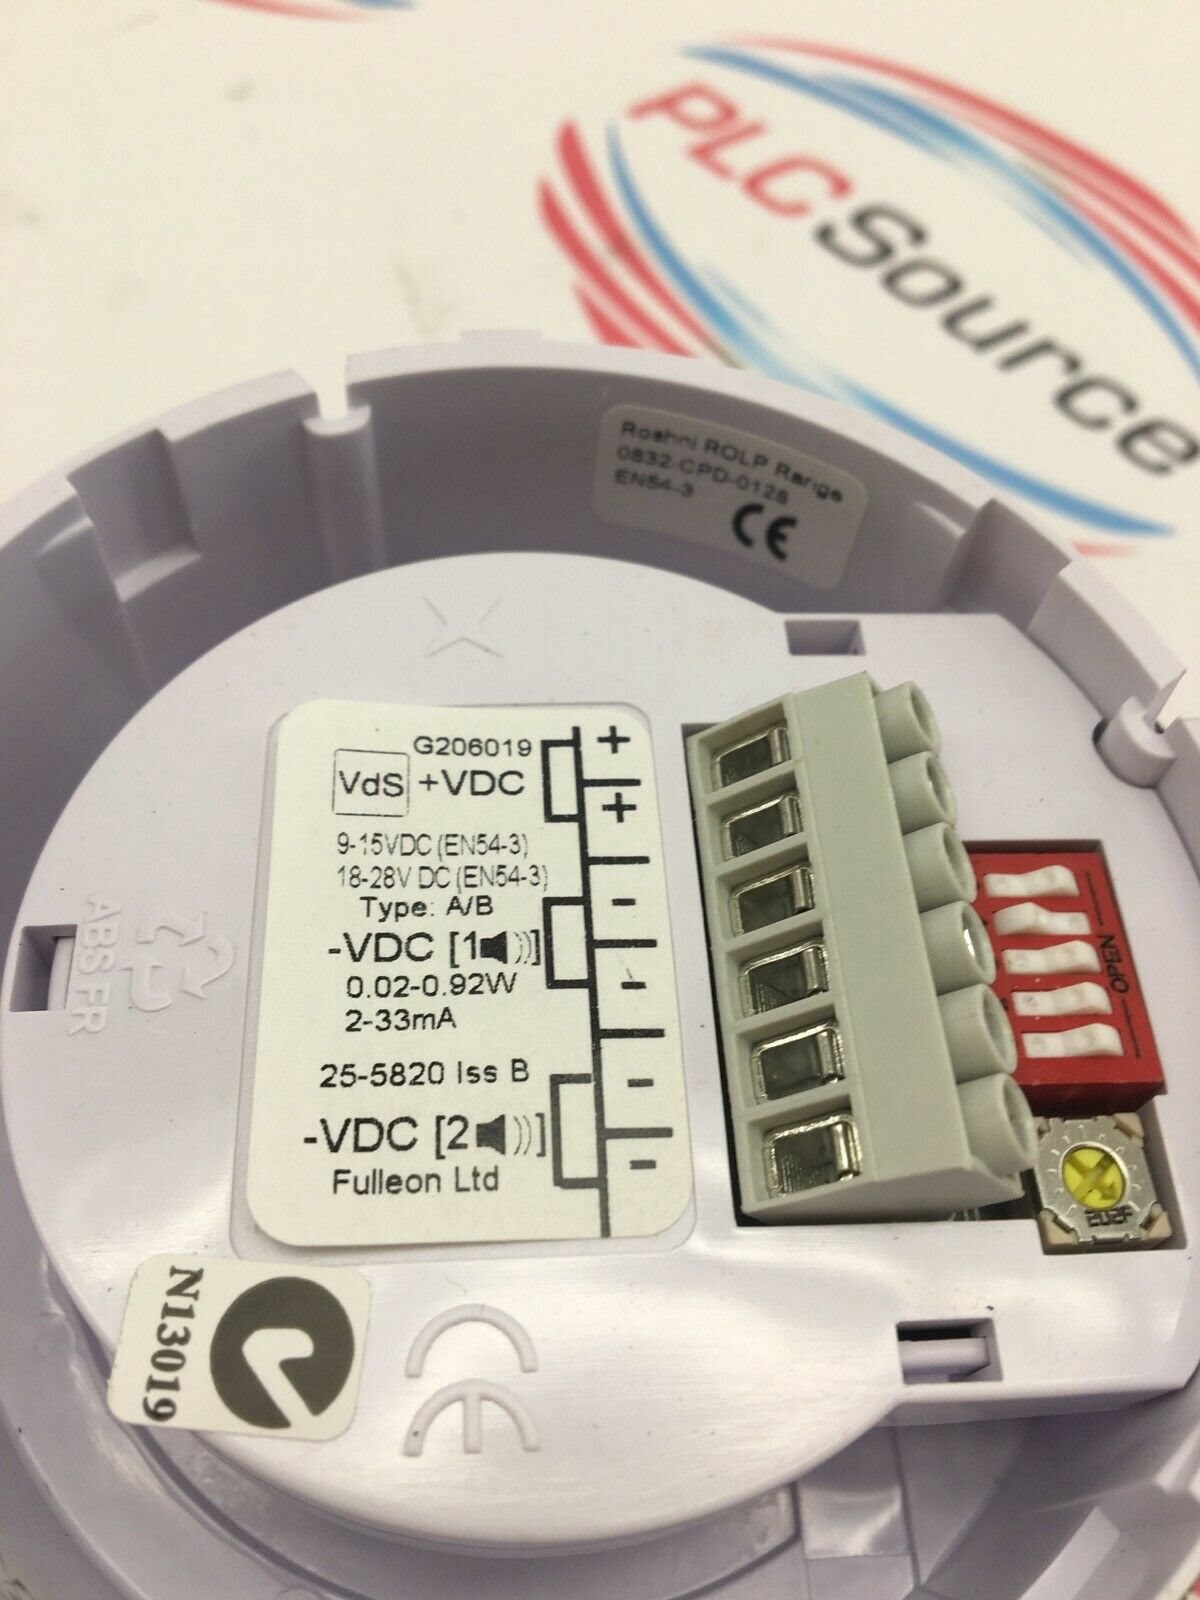 PLC Source
Roshni ROLP Range
0832-CPD-0128
EN54-3
CE
G206019
VdS +VDC
+
+
9-15VDC (EN54-3)
18-28V DC (EN54-3)
Type: A/B
-
-VDC [1 ]
-
0.02-0.92W
2-33mA
25-5820 Iss B
-
-VDC [2 ]
-
Fulleon Ltd
ABS FR
OPEN
202F
N13019
CE